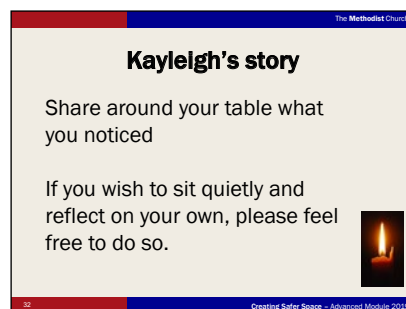 The Methodist Church
Kayleigh's story
Share around your table what
you noticed
If you wish to sit quietly and
reflect on your own, please feel
free to do so.
32
Creating Safer Space – Advanced Module 2019